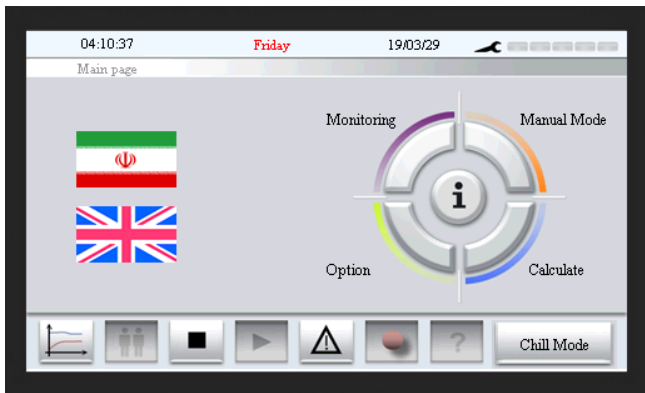 04:10:37 Friday 19/03/29
Main page
Monitoring Manual Mode
i
Option Calculate
? Chill Mode